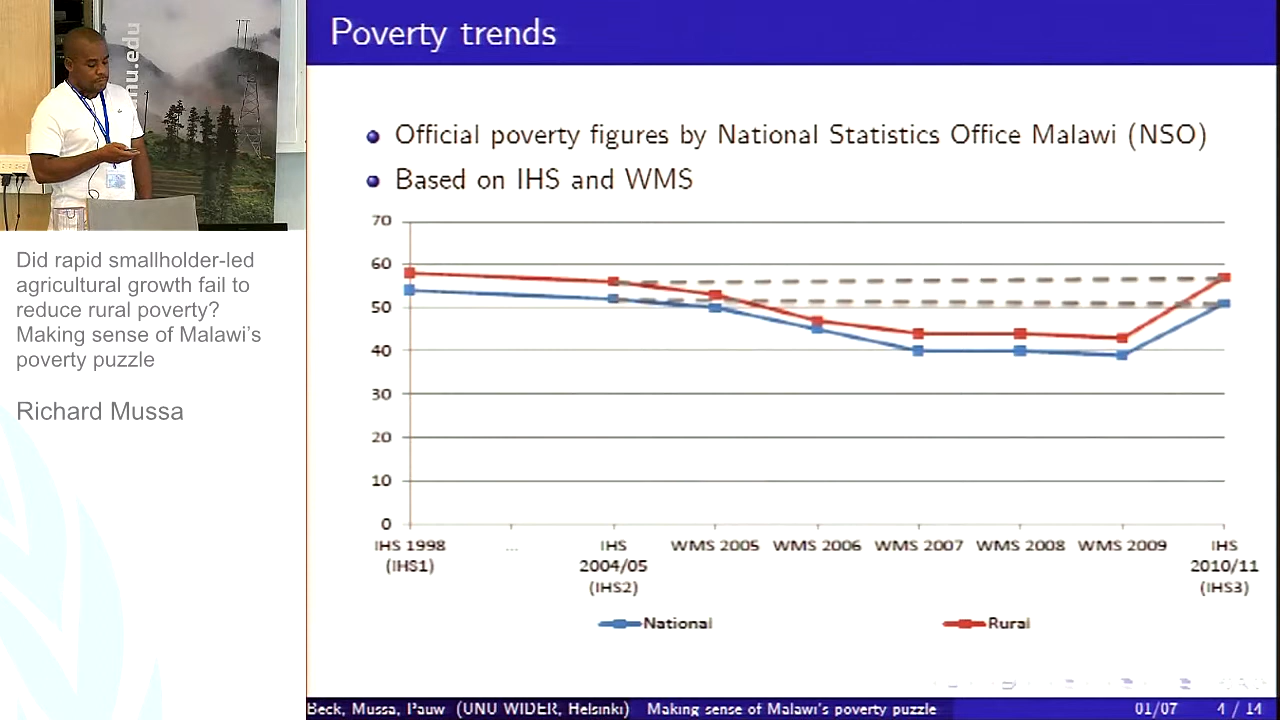 Poverty trends
Official poverty figures by National Statistics Office Malawi (NSO)
Based on IHS and WMS
70
60
50
40
30
20
10
0
IHS 1998 (IHS1)
...
IHS 2004/05 (IHS2)
WMS 2005
WMS 2006
WMS 2007
WMS 2008
WMS 2009
IHS 2010/11 (IHS3)
National
Rural
Beck, Mussa, Pauw (UNU WIDER, Helsinki)
Making sense of Malawi's poverty puzzle
01/07
4 / 14
nu.edu
Did rapid smallholder-led
agricultural growth fail to
reduce rural poverty?
Making sense of Malawi's
poverty puzzle
Richard Mussa